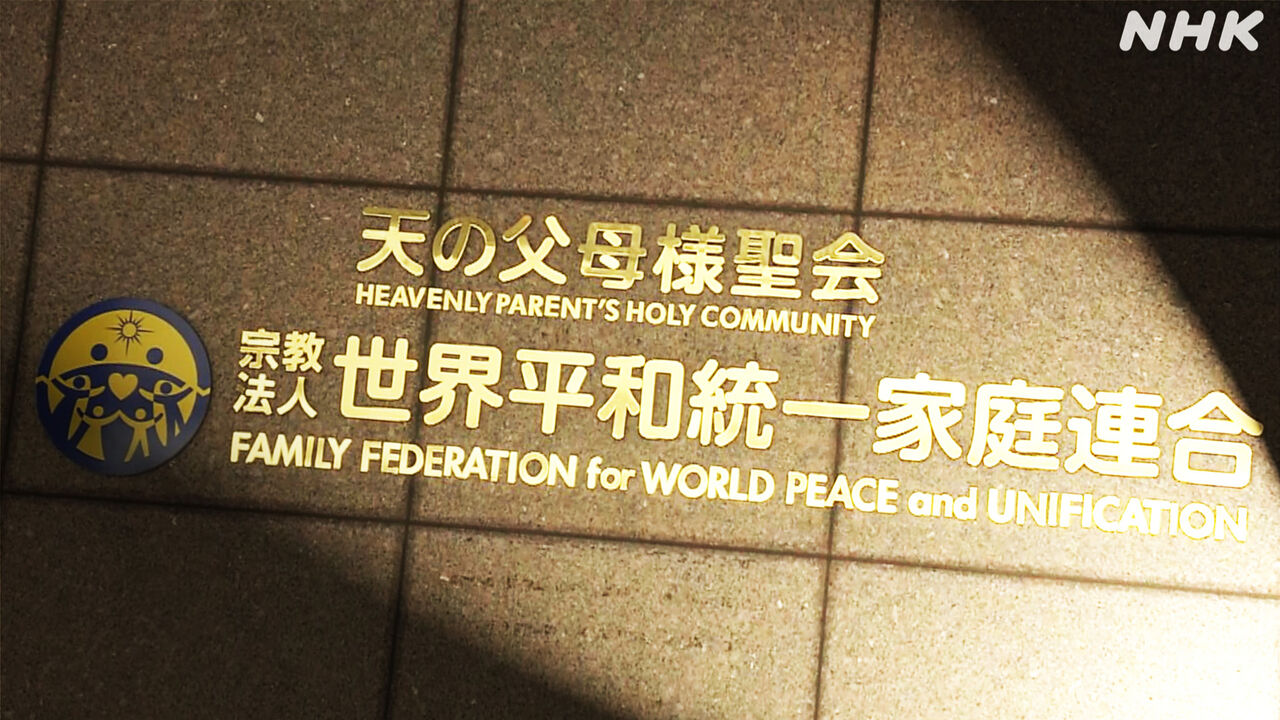 NHK
天の父母様聖会
HEAVENLY PARENT'S HOLY COMMUNITY
宗教法人 世界平和統一家庭連合
FAMILY FEDERATION for WORLD PEACE and UNIFICATION